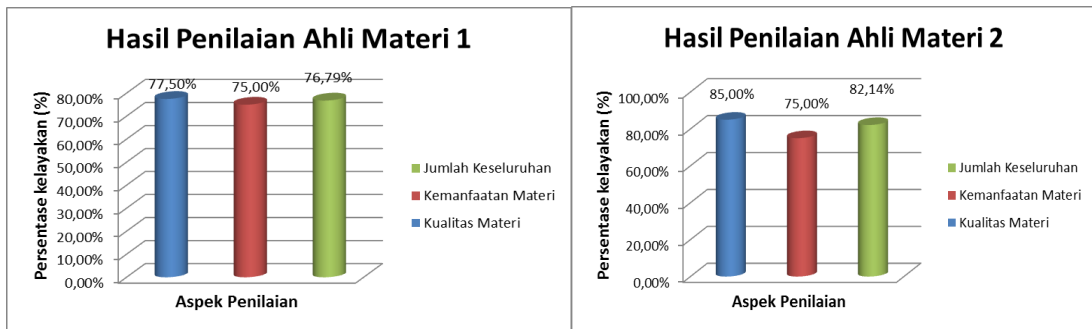 Hasil Penilaian Ahli Materi 1
77,50%
75,00%
76,79%
Persentase kelayakan (%)
80,00%
70,00%
60,00%
50,00%
40,00%
30,00%
20,00%
10,00%
0,00%
Jumlah Keseluruhan
Kemanfaatan Materi
Kualitas Materi
Aspek Penilaian
Hasil Penilaian Ahli Materi 2
85,00%
75,00%
82,14%
Persentase kelayakan (%)
100,00%
80,00%
60,00%
40,00%
20,00%
0,00%
Jumlah Keseluruhan
Kemanfaatan Materi
Kualitas Materi
Aspek Penilaian